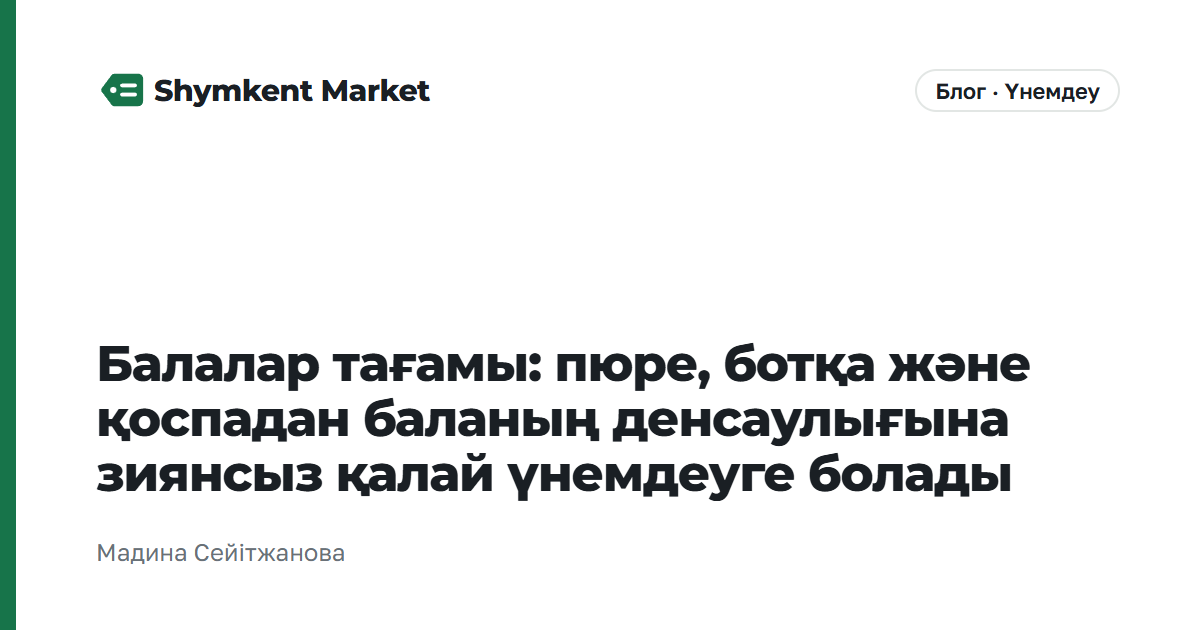 Shymkent Market
Блог · Үнемдеу
Балалар тағамы: пюре, ботқа және
қоспадан баланың денсаулығына
зиянсыз қалай үнемдеуге болады
Мадина Сейітжанова